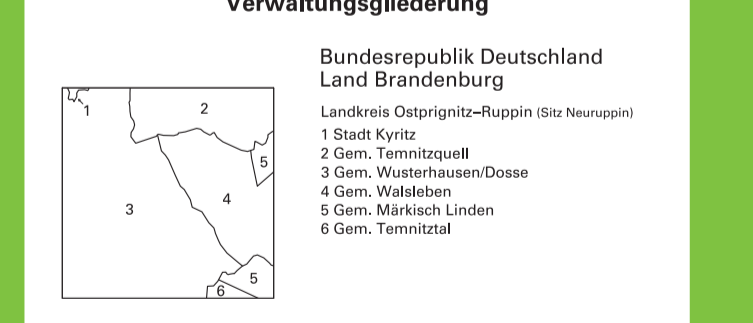 Verwaltungsgliederung
Bundesrepublik Deutschland
Land Brandenburg
Landkreis Ostprignitz–Ruppin (Sitz Neuruppin)
1 Stadt Kyritz
2 Gem. Temnitzquell
3 Gem. Wusterhausen/Dosse
4 Gem. Walsleben
5 Gem. Märkisch Linden
6 Gem. Temnitztal
1
2
5
4
3
5
6